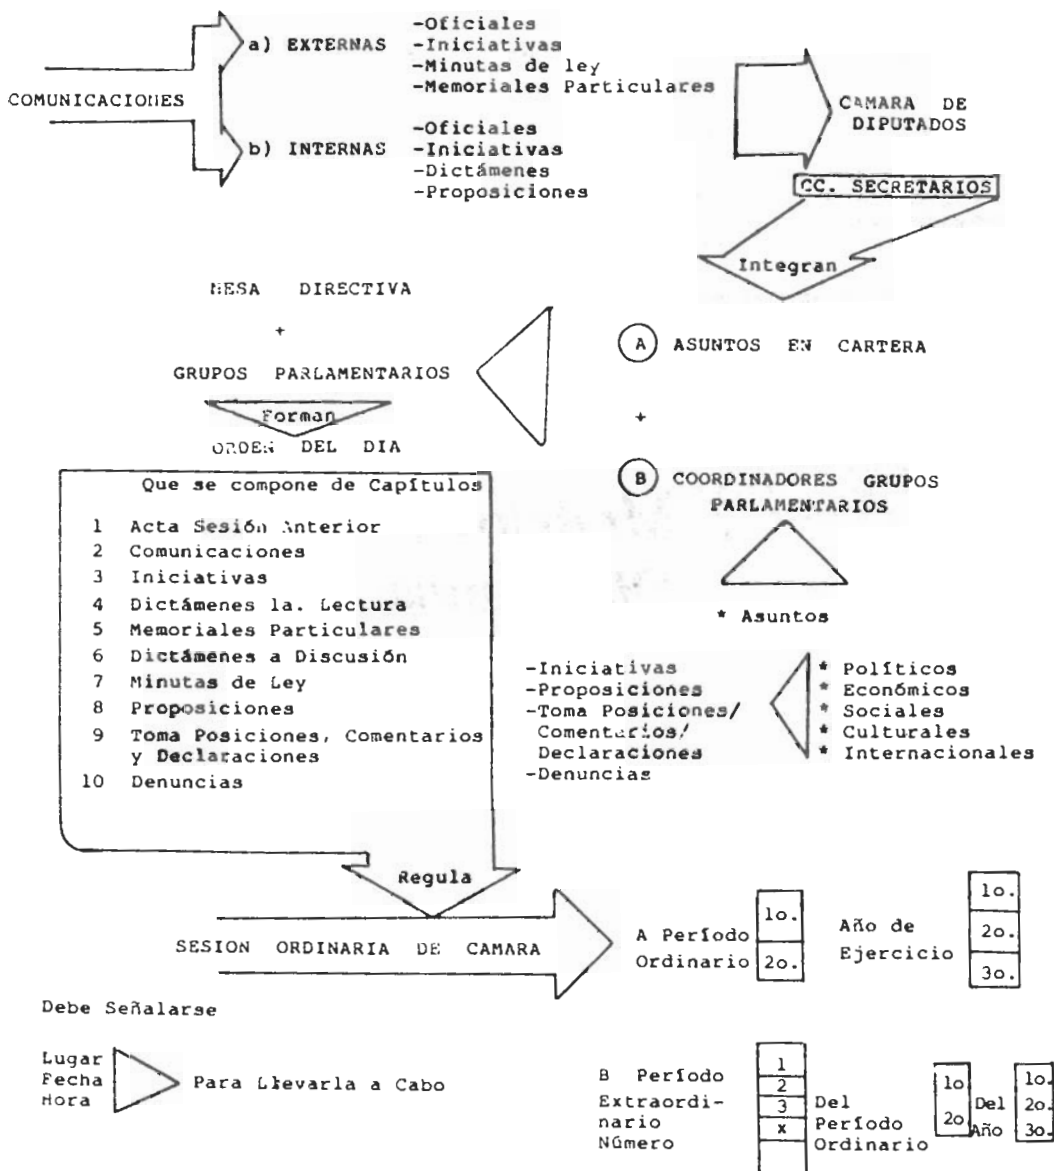 COMUNICACIONES
a) EXTERNAS
-Oficiales
-Iniciativas
-Minutas de ley
-Memoriales Particulares
b) INTERNAS
-Oficiales
-Iniciativas
-Dictámenes
-Proposiciones
CAMARA DE
DIPUTADOS
CC. SECRETARIOS
Integran
A ASUNTOS EN CARTERA
+
B COORDINADORES GRUPOS
PARLAMENTARIOS
* Asuntos
* Políticos
* Económicos
* Sociales
* Culturales
* Internacionales
-Iniciativas
-Proposiciones
-Toma Posiciones/
Comentarios/
Declaraciones
-Denuncias
MESA DIRECTIVA
+
GRUPOS PARLAMENTARIOS
Forman
ORDEN DEL DIA
Que se compone de Capítulos
1 Acta Sesión Anterior
2 Comunicaciones
3 Iniciativas
4 Dictámenes 1a. Lectura
5 Memoriales Particulares
6 Dictámenes a Discusión
7 Minutas de Ley
8 Proposiciones
9 Toma Posiciones, Comentarios
y Declaraciones
10 Denuncias
Regula
SESION ORDINARIA DE CAMARA
A Período
Ordinario
1o.
2o.
Año de
Ejercicio
1o.
2o.
3o.
Debe Señalarse
Lugar
Fecha
Hora
Para Llevarla a Cabo
B Período
Extraordi-
nario
Número
1
2
3
x
Del
Período
Ordinario
1o
2o
Del
Año
1o.
2o.
3o.